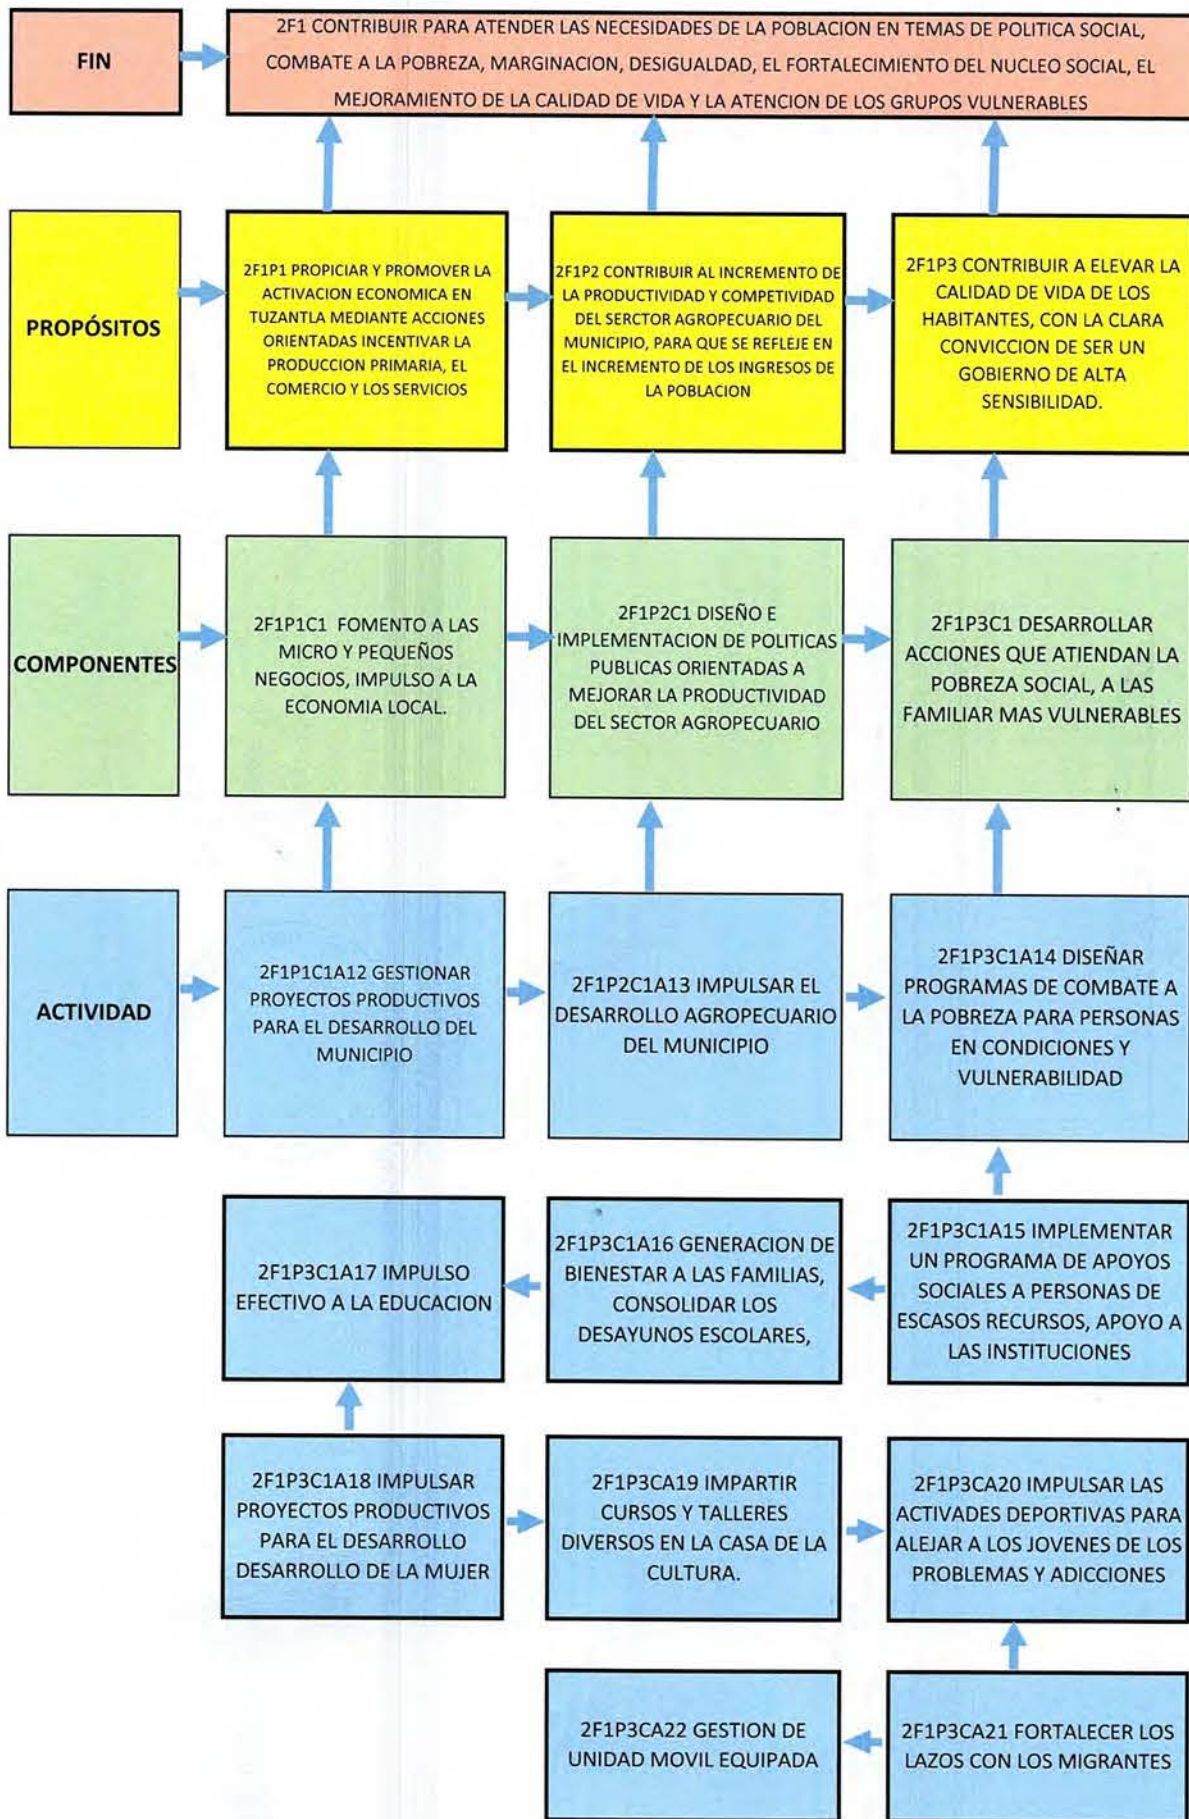 FIN
2F1 CONTRIBUIR PARA ATENDER LAS NECESIDADES DE LA POBLACION EN TEMAS DE POLITICA SOCIAL,
COMBATE A LA POBREZA, MARGINACION, DESIGUALDAD, EL FORTALECIMIENTO DEL NUCLEO SOCIAL, EL
MEJORAMIENTO DE LA CALIDAD DE VIDA Y LA ATENCION DE LOS GRUPOS VULNERABLES
PROPÓSITOS
2F1P1 PROPICIAR Y PROMOVER LA
ACTIVACION ECONOMICA EN
TUZANTLA MEDIANTE ACCIONES
ORIENTADAS INCENTIVAR LA
PRODUCCION PRIMARIA, EL
COMERCIO Y LOS SERVICIOS
2F1P2 CONTRIBUIR AL INCREMENTO DE
LA PRODUCTIVIDAD Y COMPETIVIDAD
DEL SERCTOR AGROPECUARIO DEL
MUNICIPIO, PARA QUE SE REFLEJE EN
EL INCREMENTO DE LOS INGRESOS DE
LA POBLACION
2F1P3 CONTRIBUIR A ELEVAR LA
CALIDAD DE VIDA DE LOS
HABITANTES, CON LA CLARA
CONVICCION DE SER UN
GOBIERNO DE ALTA
SENSIBILIDAD.
COMPONENTES
2F1P1C1 FOMENTO A LAS
MICRO Y PEQUEÑOS
NEGOCIOS, IMPULSO A LA
ECONOMIA LOCAL.
2F1P2C1 DISEÑO E
IMPLEMENTACION DE POLITICAS
PUBLICAS ORIENTADAS A
MEJORAR LA PRODUCTIVIDAD
DEL SECTOR AGROPECUARIO
2F1P3C1 DESARROLLAR
ACCIONES QUE ATIENDAN LA
POBREZA SOCIAL, A LAS
FAMILIAR MAS VULNERABLES
ACTIVIDAD
2F1P1C1A12 GESTIONAR
PROYECTOS PRODUCTIVOS
PARA EL DESARROLLO DEL
MUNICIPIO
2F1P2C1A13 IMPULSAR EL
DESARROLLO AGROPECUARIO
DEL MUNICIPIO
2F1P3C1A14 DISEÑAR
PROGRAMAS DE COMBATE A
LA POBREZA PARA PERSONAS
EN CONDICIONES Y
VULNERABILIDAD
2F1P3C1A17 IMPULSO
EFECTIVO A LA EDUCACION
2F1P3C1A16 GENERACION DE
BIENESTAR A LAS FAMILIAS,
CONSOLIDAR LOS
DESAYUNOS ESCOLARES,
2F1P3C1A15 IMPLEMENTAR
UN PROGRAMA DE APOYOS
SOCIALES A PERSONAS DE
ESCASOS RECURSOS, APOYO A
LAS INSTITUCIONES
2F1P3C1A18 IMPULSAR
PROYECTOS PRODUCTIVOS
PARA EL DESARROLLO
DESARROLLO DE LA MUJER
2F1P3CA19 IMPARTIR
CURSOS Y TALLERES
DIVERSOS EN LA CASA DE LA
CULTURA.
2F1P3CA20 IMPULSAR LAS
ACTIVADES DEPORTIVAS PARA
ALEJAR A LOS JOVENES DE LOS
PROBLEMAS Y ADICCIONES
2F1P3CA22 GESTION DE
UNIDAD MOVIL EQUIPADA
2F1P3CA21 FORTALECER LOS
LAZOS CON LOS MIGRANTES